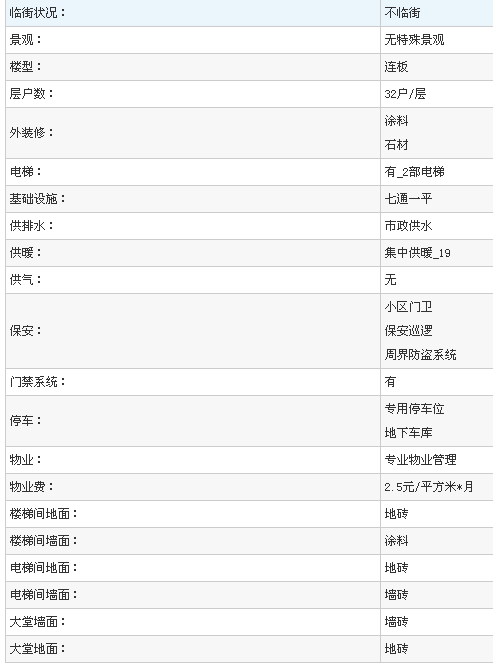 临街状况： 不临街
景观： 无特殊景观
楼型： 连板
层户数： 32户/层
外装修： 涂料
石材
电梯： 有_2部电梯
基础设施： 七通一平
供排水： 市政供水
供暖： 集中供暖_19
供气： 无
保安： 小区门卫
保安巡逻
周界防盗系统
门禁系统： 有
停车： 专用停车位
地下车库
物业： 专业物业管理
物业费： 2.5元/平方米*月
楼梯间地面： 地砖
楼梯间墙面： 涂料
电梯间地面： 地砖
电梯间墙面： 墙砖
大堂墙面： 墙砖
大堂地面： 地砖